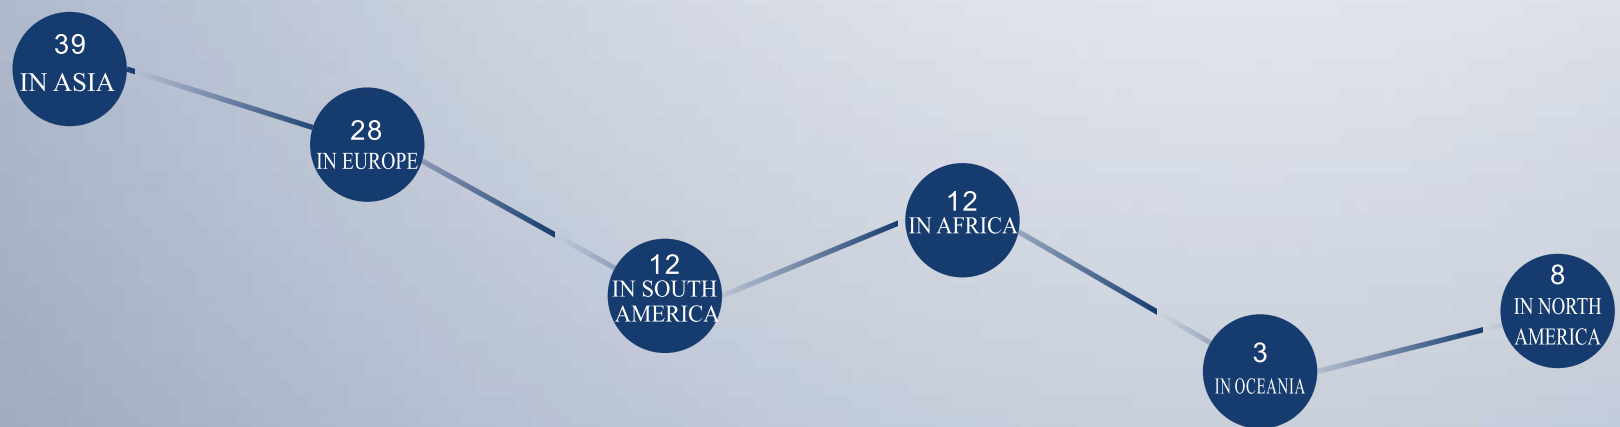 39
IN ASIA
28
IN EUROPE
12
IN SOUTH
AMERICA
12
IN AFRICA
3
IN OCEANIA
8
IN NORTH
AMERICA